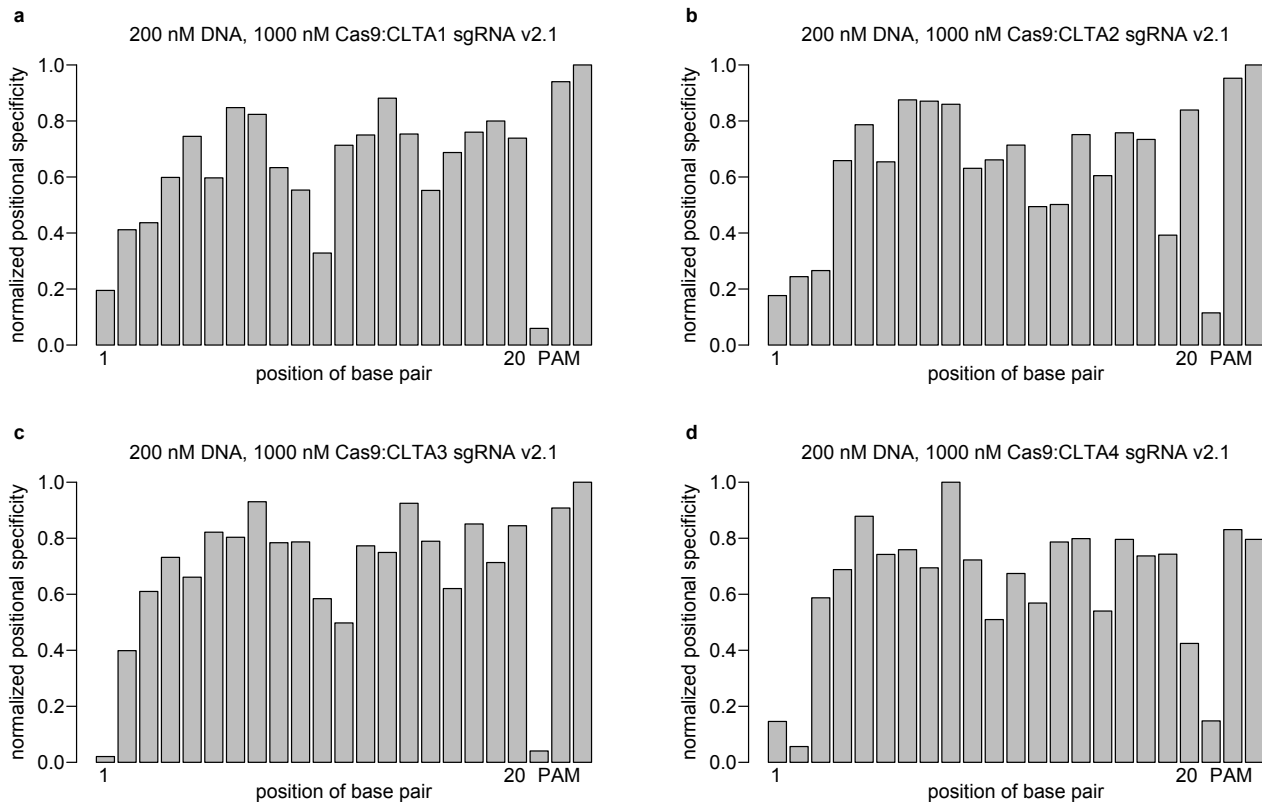 a
200 nM DNA, 1000 nM Cas9:CLTA1 sgRNA v2.1
normalized positional specificity
1.0
0.8
0.6
0.4
0.2
0.0
1 20 PAM
position of base pair
b
200 nM DNA, 1000 nM Cas9:CLTA2 sgRNA v2.1
normalized positional specificity
1.0
0.8
0.6
0.4
0.2
0.0
1 20 PAM
position of base pair
c
200 nM DNA, 1000 nM Cas9:CLTA3 sgRNA v2.1
normalized positional specificity
1.0
0.8
0.6
0.4
0.2
0.0
1 20 PAM
position of base pair
d
200 nM DNA, 1000 nM Cas9:CLTA4 sgRNA v2.1
normalized positional specificity
1.0
0.8
0.6
0.4
0.2
0.0
1 20 PAM
position of base pair